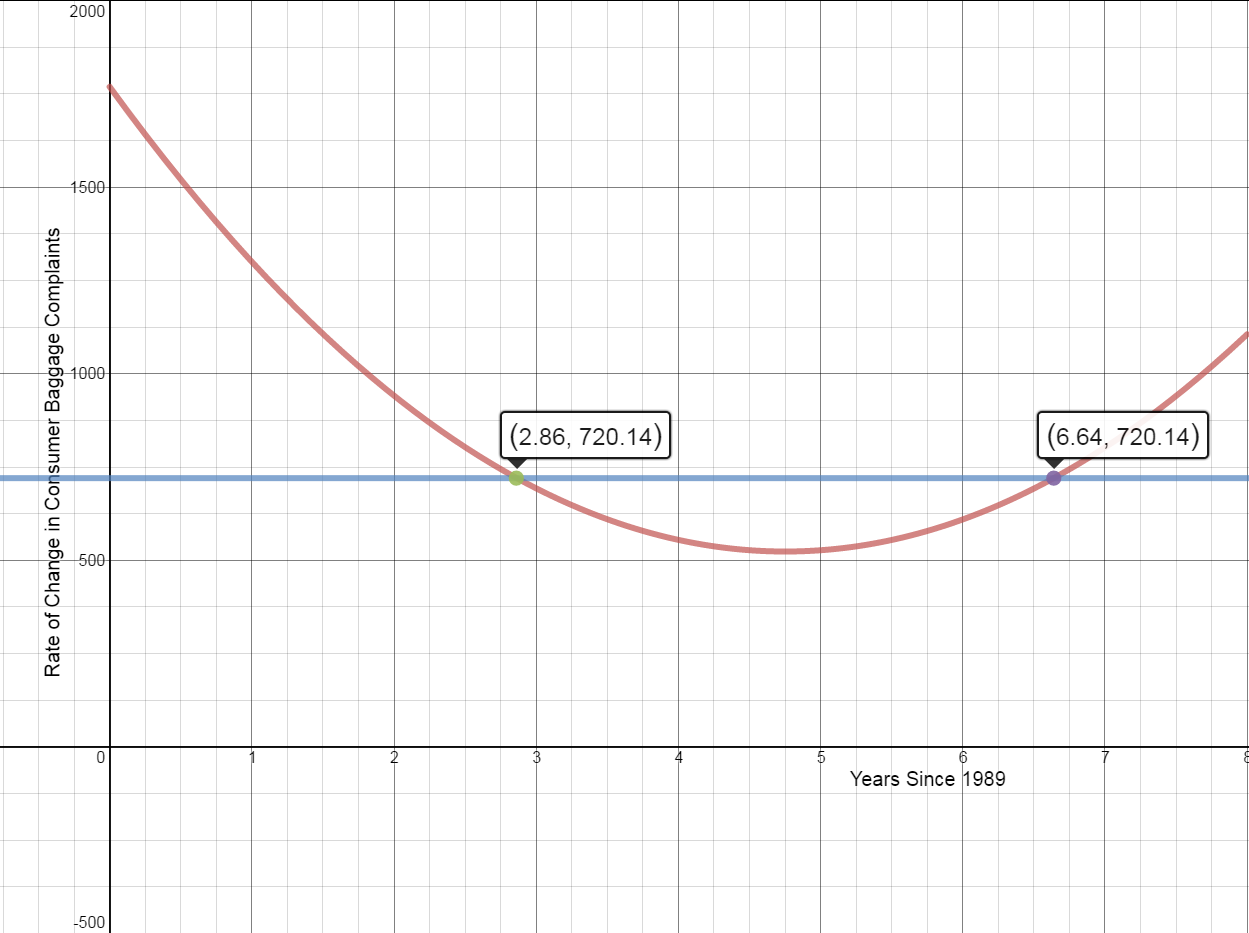 2000
1500
1000
500
0
-500
Rate of Change in Consumer Baggage Complaints
(2.86, 720.14)
(6.64, 720.14)
1 2 3 4 5 6 7 8
Years Since 1989